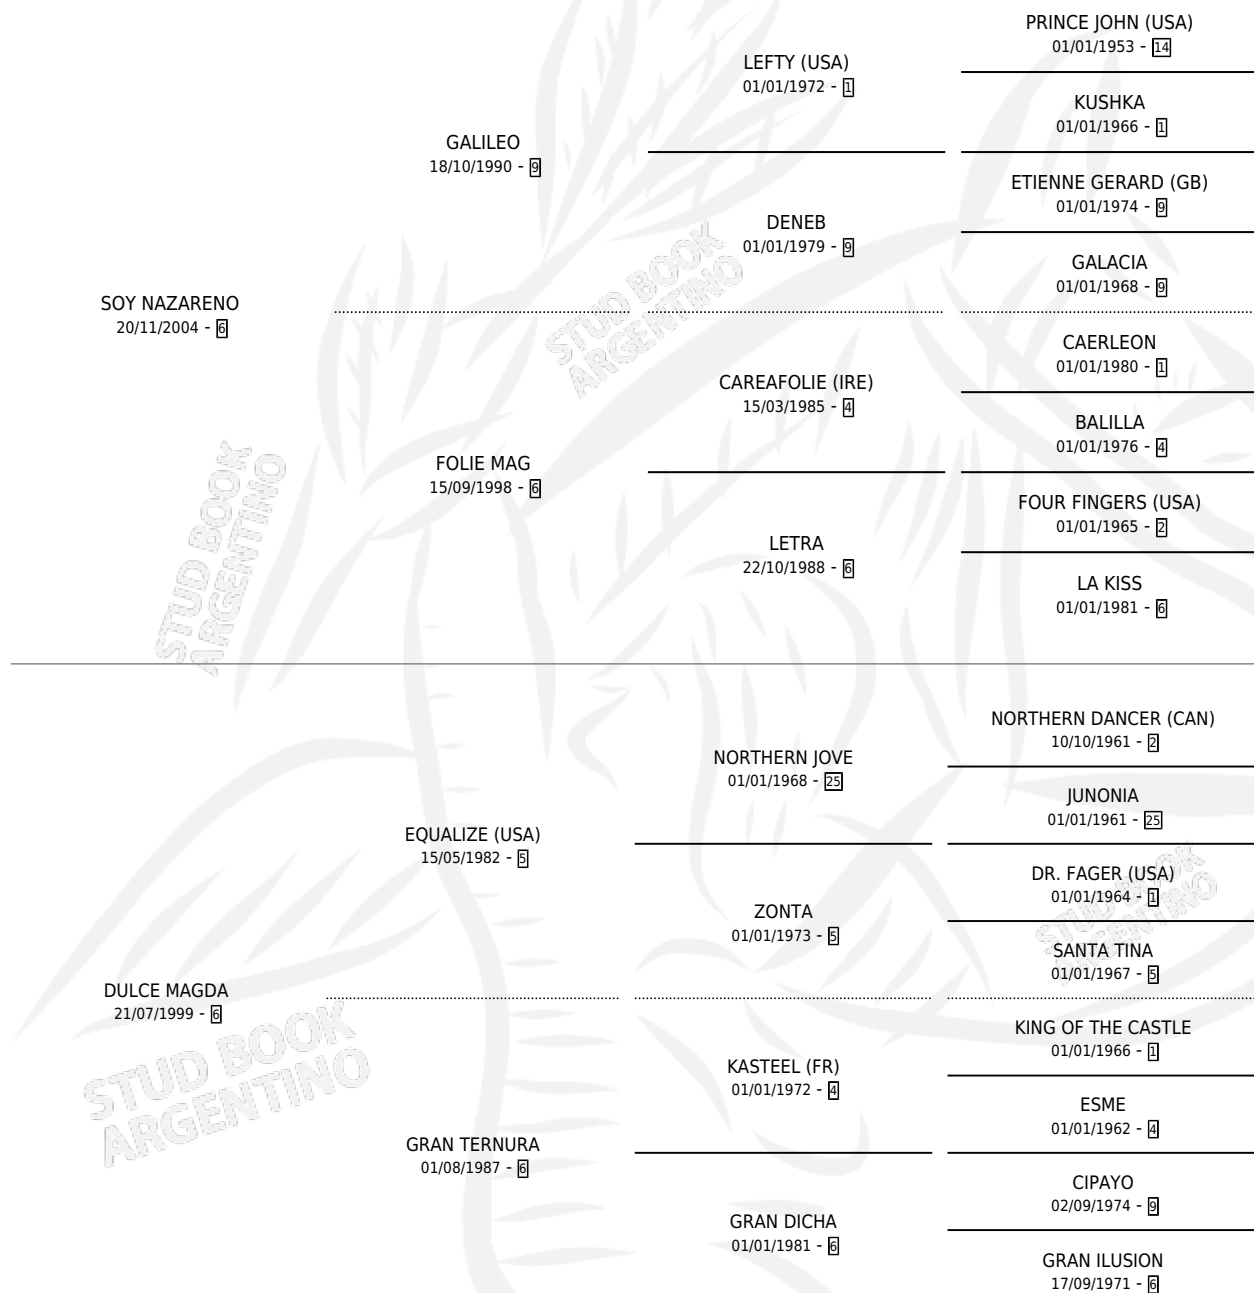 PRINCE JOHN (USA)
01/01/1953 - 14
LEFTY (USA)
01/01/1972 - 1
KUSHKA
01/01/1966 - 1
GALILEO
18/10/1990 - 9
ETIENNE GERARD (GB)
01/01/1974 - 9
DENEB
01/01/1979 - 9
GALACIA
01/01/1968 - 9
SOY NAZARENO
20/11/2004 - 6
STUD BOOK
ARGENTINO
CAERLEON
01/01/1980 - 1
CAREAFOLIE (IRE)
15/03/1985 - 4
BALILLA
01/01/1976 - 4
FOLIE MAG
15/09/1998 - 6
STUD BOOK
ARGENTINO
FOUR FINGERS (USA)
01/01/1965 - 2
LETRA
22/10/1988 - 6
LA KISS
01/01/1981 - 6
NORTHERN DANCER (CAN)
10/10/1961 - 2
NORTHERN JOVE
01/01/1968 - 25
JUNONIA
01/01/1961 - 25
EQUALIZE (USA)
15/05/1982 - 5
DR. FAGER (USA)
01/01/1964 - 1
STUD BOOK
ARGENTINO
ZONTA
01/01/1973 - 5
SANTA TINA
01/01/1967 - 5
DULCE MAGDA
21/07/1999 - 6
STUD BOOK
ARGENTINO
KING OF THE CASTLE
01/01/1966 - 1
KASTEEL (FR)
01/01/1972 - 4
ESME
01/01/1962 - 4
GRAN TERNURA
01/08/1987 - 6
CIPAYO
02/09/1974 - 9
GRAN DICHA
01/01/1981 - 6
GRAN ILUSION
17/09/1971 - 6